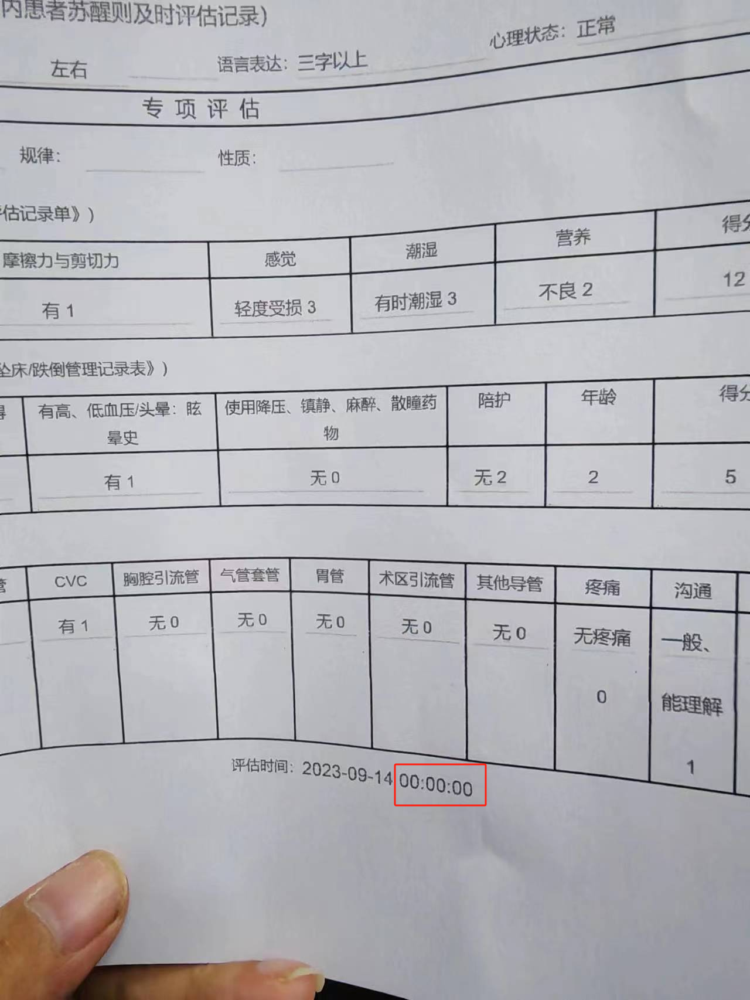 内患者苏醒则及时评估记录)
左右 语言表达：三字以上 心理状态：正常
专项评估
规律： 性质：
估记录单》)
摩擦力与剪切力 感觉 潮湿 营养 得分
有 1 轻度受损 3 有时潮湿 3 不良 2 12
坠床/跌倒管理记录表》)
有高、低血压/头晕：眩 使用降压、镇静、麻醉、散瞳药 陪护 年龄 得分
晕史 物
有 1 无 0 无 2 2 5
管 CVC 胸腔引流管 气管套管 胃管 术区引流管 其他导管 疼痛 沟通
有 1 无 0 无 0 无 0 无 0 无 0 无疼痛 一般、
0 能理解
1
评估时间：2023-09-14 00:00:00